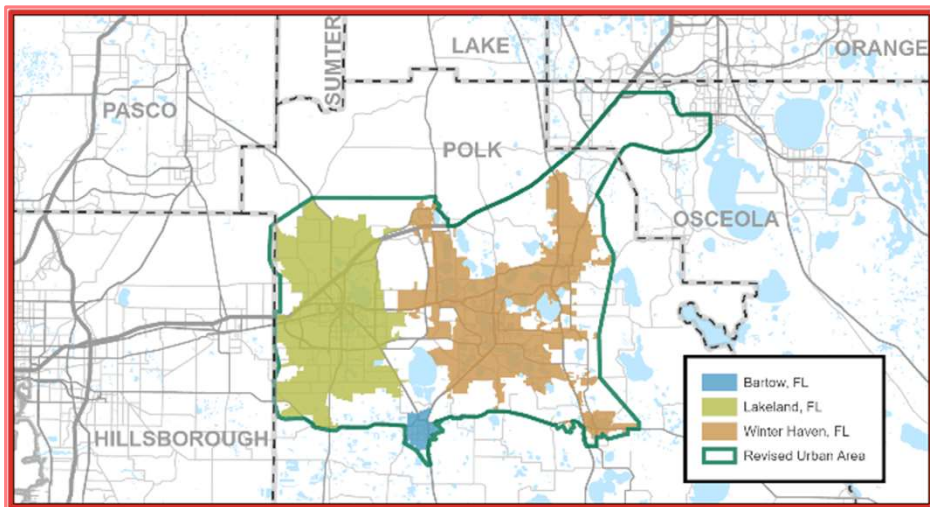 LAKE
ORANGE
SUMTER
PASCO
POLK
OSCEOLA
HILLSBOROUGH
Bartow, FL
Lakeland, FL
Winter Haven, FL
Revised Urban Area